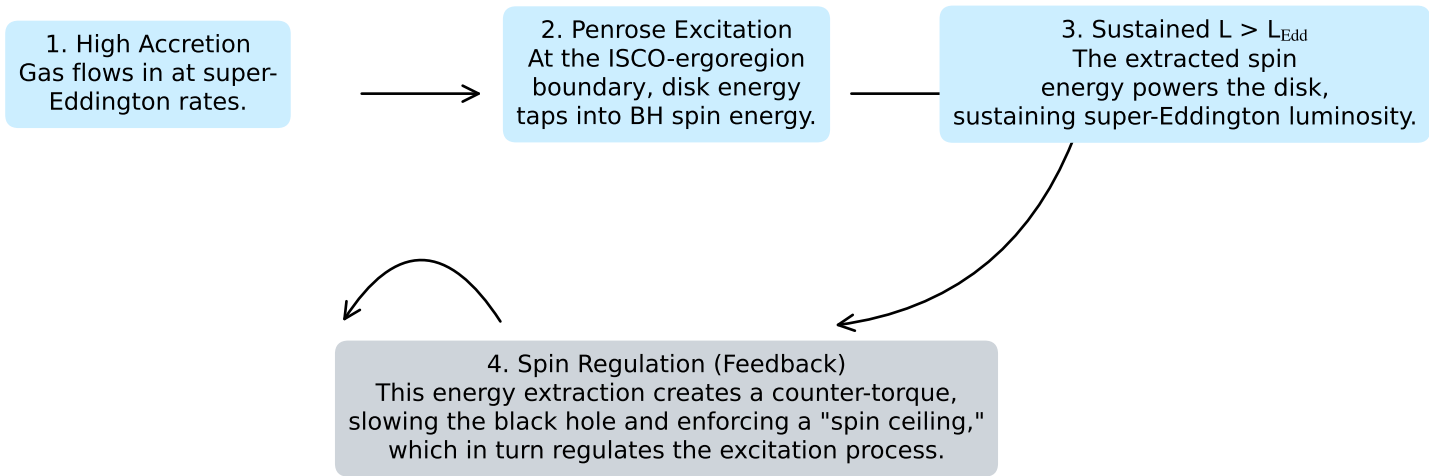 1. High Accretion
Gas flows in at super-
Eddington rates.
2. Penrose Excitation
At the ISCO-ergoregion
boundary, disk energy
taps into BH spin energy.
3. Sustained L > L_Edd
The extracted spin
energy powers the disk,
sustaining super-Eddington luminosity.
4. Spin Regulation (Feedback)
This energy extraction creates a counter-torque,
slowing the black hole and enforcing a "spin ceiling,"
which in turn regulates the excitation process.